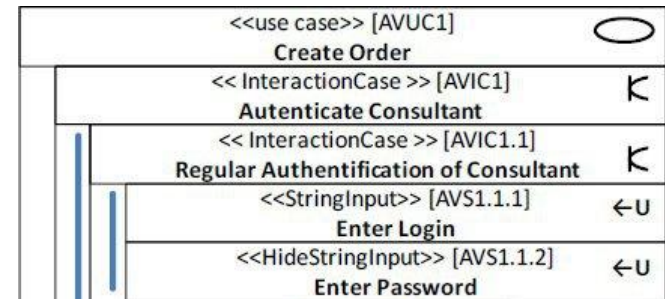 <<use case>> [AVUC1]
Create Order
<< InteractionCase >> [AVIC1]
Autenticate Consultant
<< InteractionCase >> [AVIC1.1]
Regular Authentification of Consultant
<<StringInput>> [AVS1.1.1]
←U
Enter Login
<<HideStringInput>> [AVS1.1.2]
←U
Enter Password